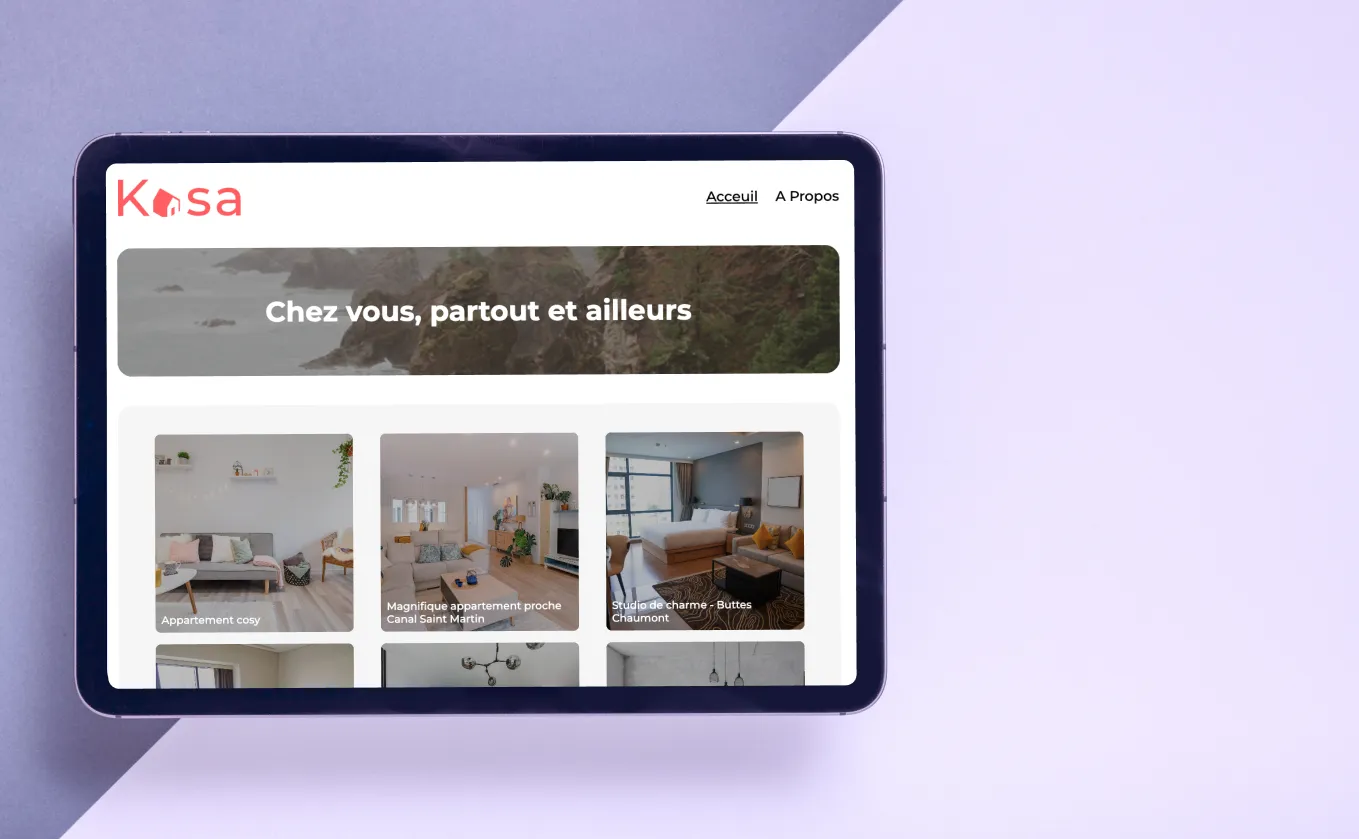 Kasa
Acceuil A Propos
Chez vous, partout et ailleurs
Appartement cosy
Magnifique appartement proche
Canal Saint Martin
Studio de charme - Buttes
Chaumont